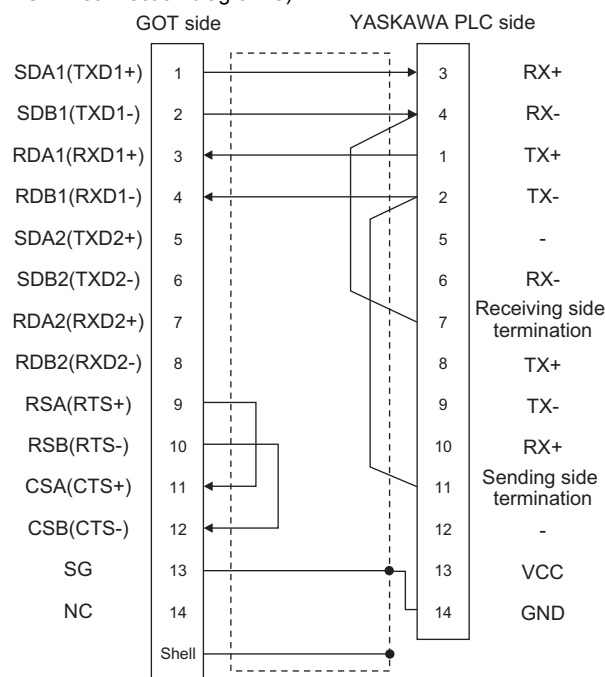 GOT side YASKAWA PLC side
SDA1(TXD1+) 1 3 RX+
SDB1(TXD1-) 2 4 RX-
RDA1(RXD1+) 3 1 TX+
RDB1(RXD1-) 4 2 TX-
SDA2(TXD2+) 5 5 -
SDB2(TXD2-) 6 6 RX-
RDA2(RXD2+) 7 7 Receiving side
termination
RDB2(RXD2-) 8 8 TX+
RSA(RTS+) 9 9 TX-
RSB(RTS-) 10 10 RX+
CSA(CTS+) 11 11 Sending side
termination
CSB(CTS-) 12 12 -
SG 13 13 VCC
NC 14 14 GND
Shell